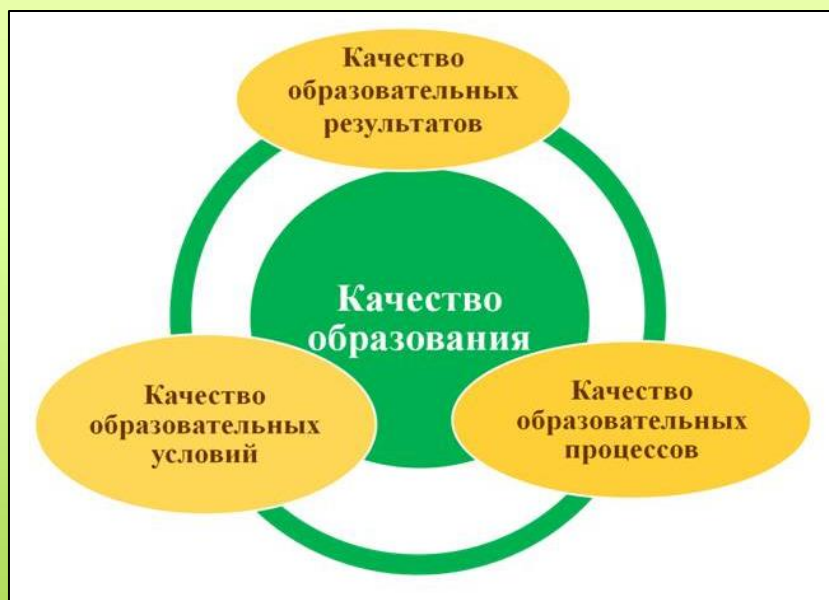 Качество
образовательных
результатов
Качество
образования
Качество
образовательных
условий
Качество
образовательных
процессов